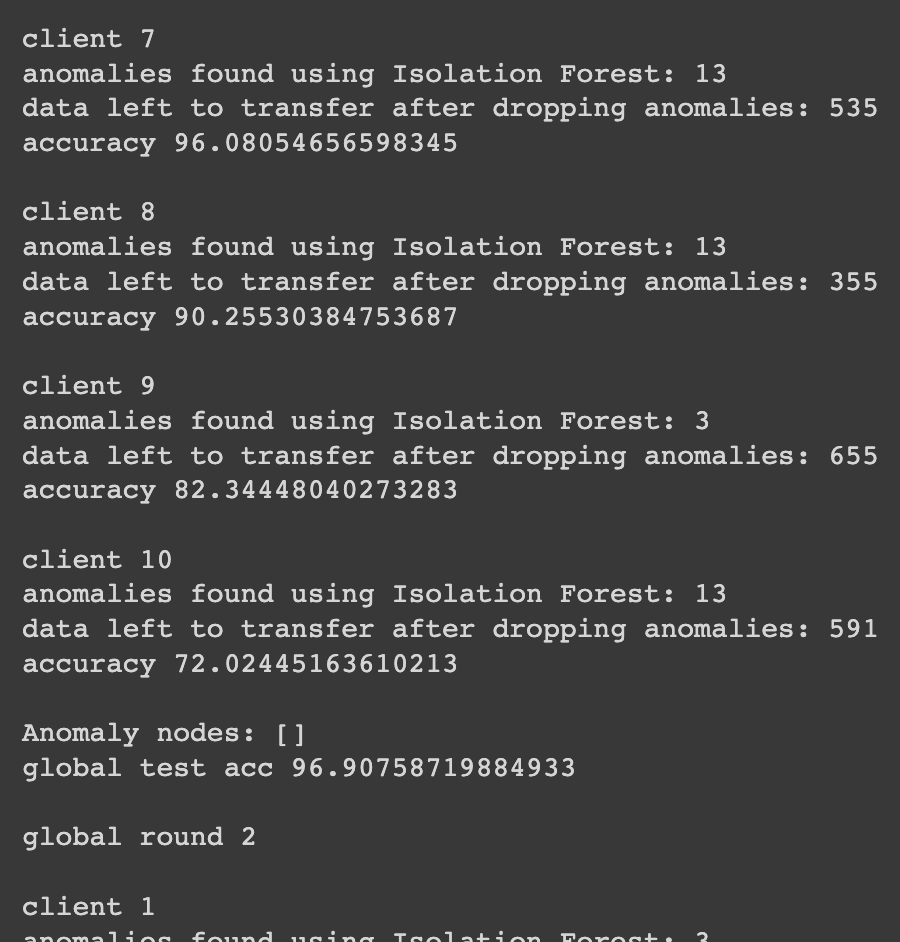 client 7
anomalies found using Isolation Forest: 13
data left to transfer after dropping anomalies: 535
accuracy 96.08054656598345
client 8
anomalies found using Isolation Forest: 13
data left to transfer after dropping anomalies: 355
accuracy 90.25530384753687
client 9
anomalies found using Isolation Forest: 3
data left to transfer after dropping anomalies: 655
accuracy 82.34448040273283
client 10
anomalies found using Isolation Forest: 13
data left to transfer after dropping anomalies: 591
accuracy 72.02445163610213
Anomaly nodes: []
global test acc 96.90758719884933
global round 2
client 1
anomalies found using Isolation Forest: 3